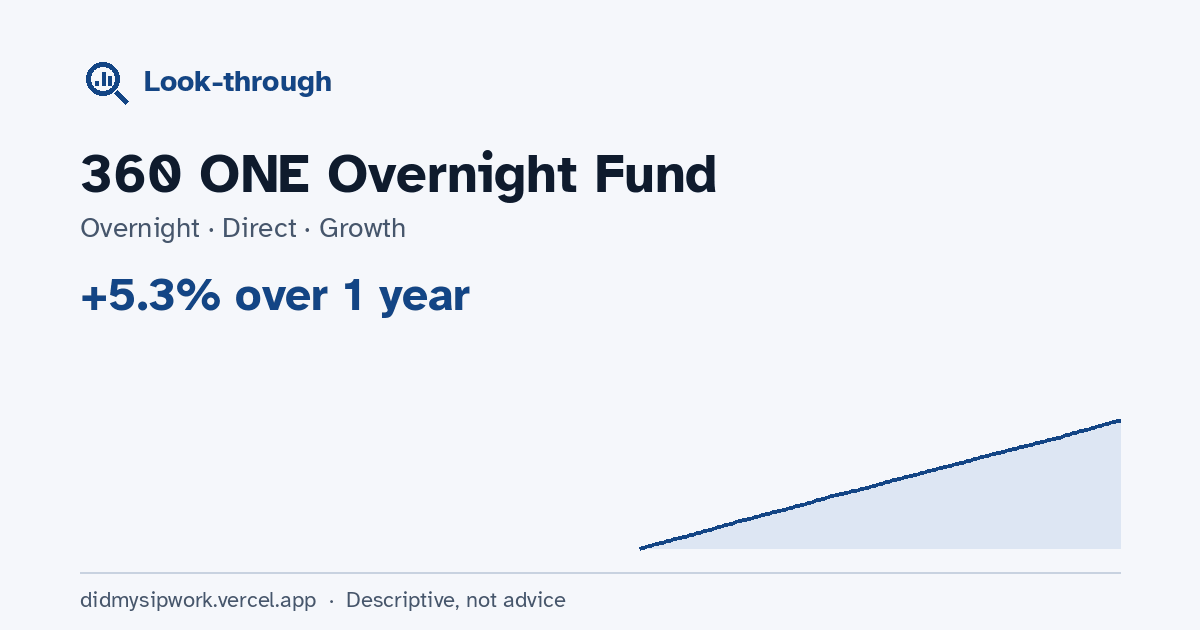 Look-through
360 ONE Overnight Fund
Overnight · Direct · Growth
+5.3% over 1 year
didmysipwork.vercel.app · Descriptive, not advice